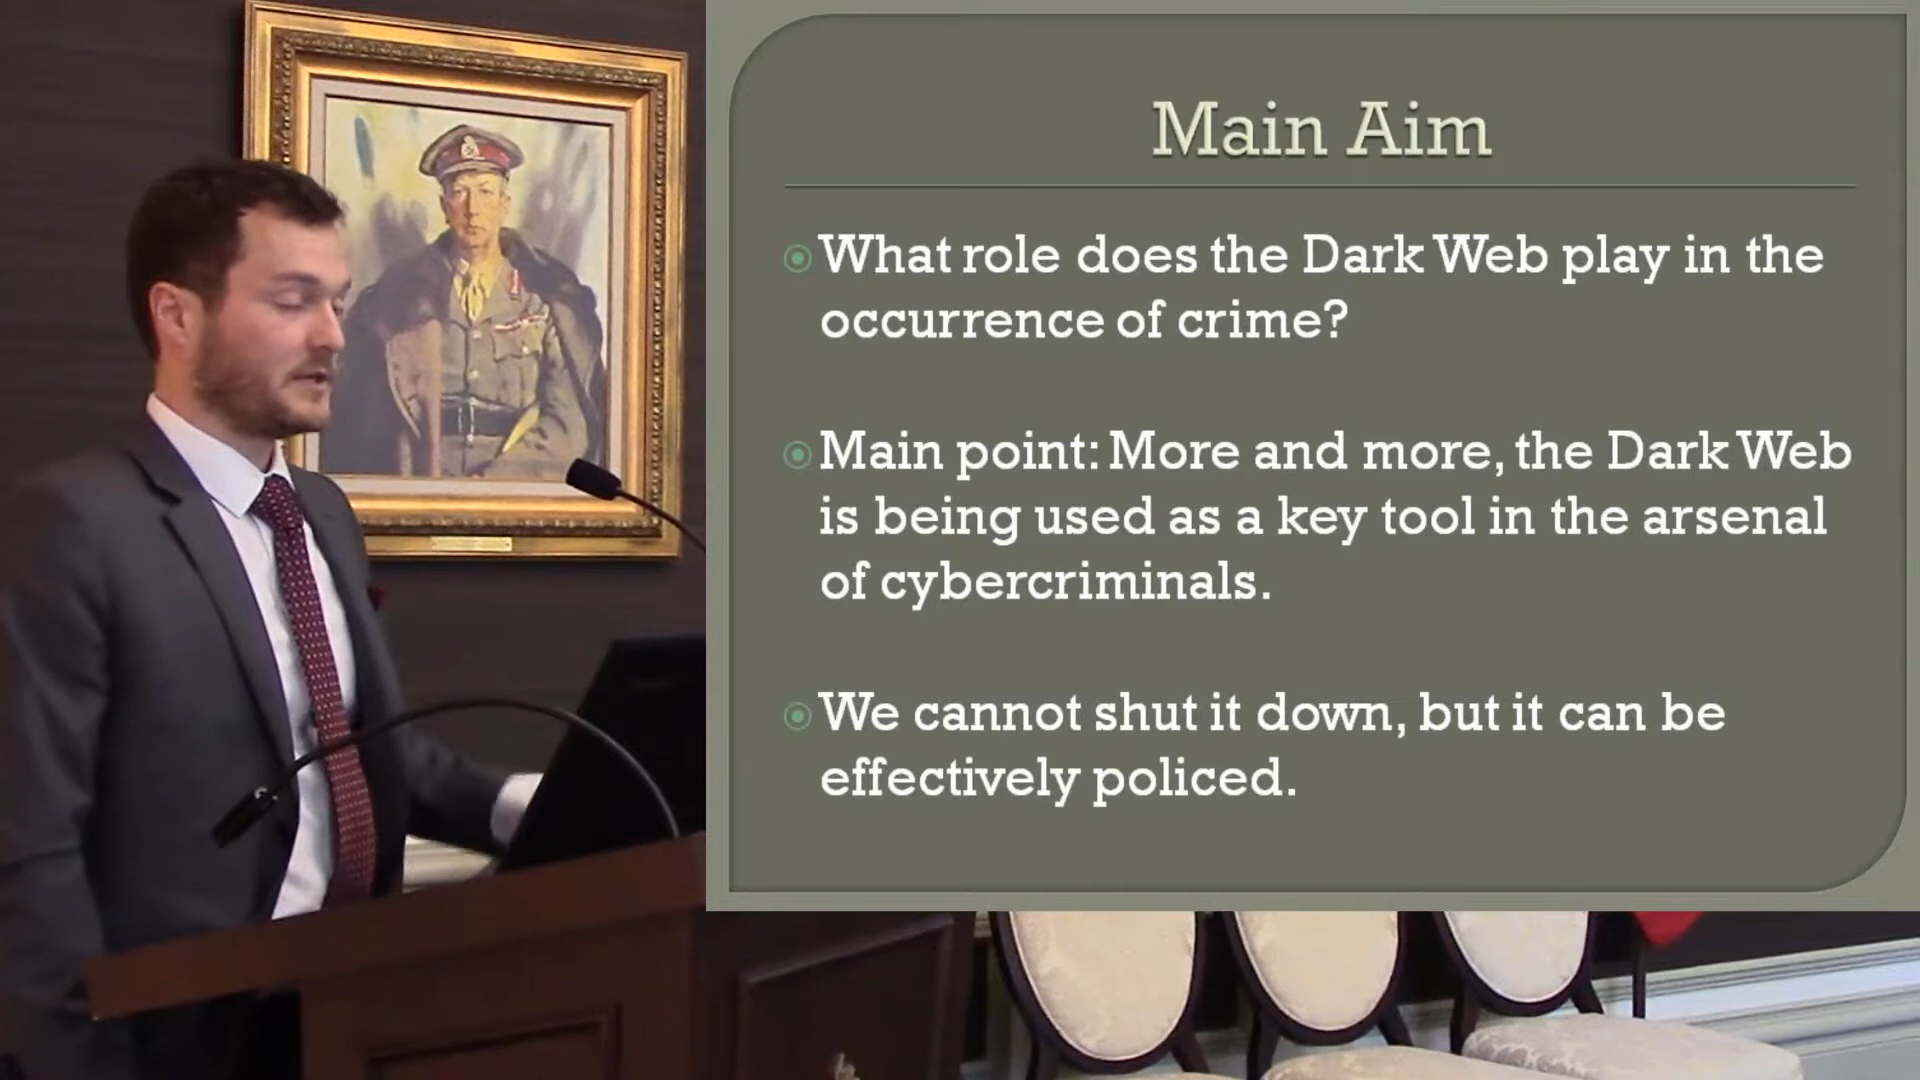 Main Aim
What role does the Dark Web play in the
occurrence of crime?
Main point: More and more, the Dark Web
is being used as a key tool in the arsenal
of cybercriminals.
We cannot shut it down, but it can be
effectively policed.